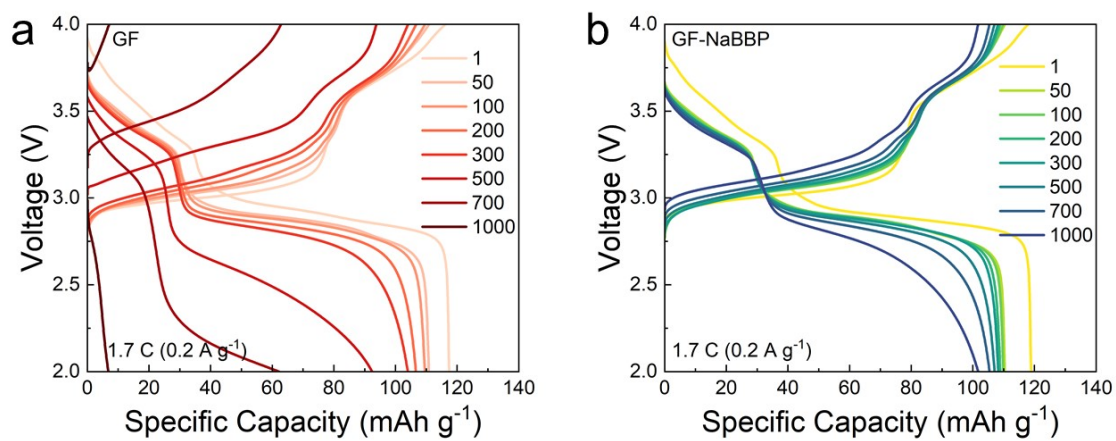 a
GF
4.0
3.5
3.0
2.5
2.0
Voltage (V)
1
50
100
200
300
500
700
1000
1.7 C (0.2 A g⁻¹)
0 20 40 60 80 100 120 140
Specific Capacity (mAh g⁻¹)
b
GF-NaBBP
4.0
3.5
3.0
2.5
2.0
Voltage (V)
1
50
100
200
300
500
700
1000
1.7 C (0.2 A g⁻¹)
0 20 40 60 80 100 120 140
Specific Capacity (mAh g⁻¹)